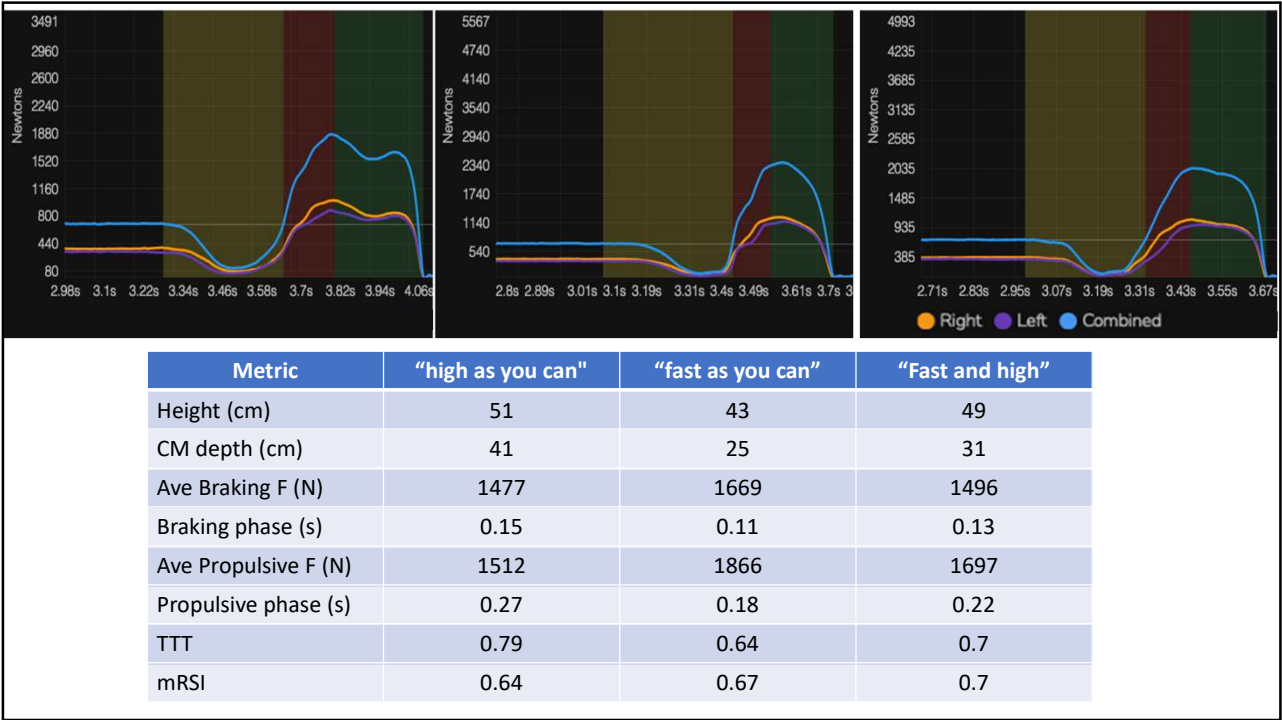 3491
2960
2600
2240
1880
1520
1160
800
440
80
Newtons
2.98s 3.1s 3.22s 3.34s 3.46s 3.58s 3.7s 3.82s 3.94s 4.06s
5567
4740
4140
3540
2940
2340
1740
1140
540
Newtons
2.8s 2.89s 3.01s 3.1s 3.19s 3.31s 3.4s 3.49s 3.61s 3.7s 3
4993
4235
3685
3135
2585
2035
1485
935
385
Newtons
2.71s 2.83s 2.95s 3.07s 3.19s 3.31s 3.43s 3.55s 3.67s
Right Left Combined
Metric “high as you can" “fast as you can” “Fast and high”
Height (cm) 51 43 49
CM depth (cm) 41 25 31
Ave Braking F (N) 1477 1669 1496
Braking phase (s) 0.15 0.11 0.13
Ave Propulsive F (N) 1512 1866 1697
Propulsive phase (s) 0.27 0.18 0.22
TTT 0.79 0.64 0.7
mRSI 0.64 0.67 0.7